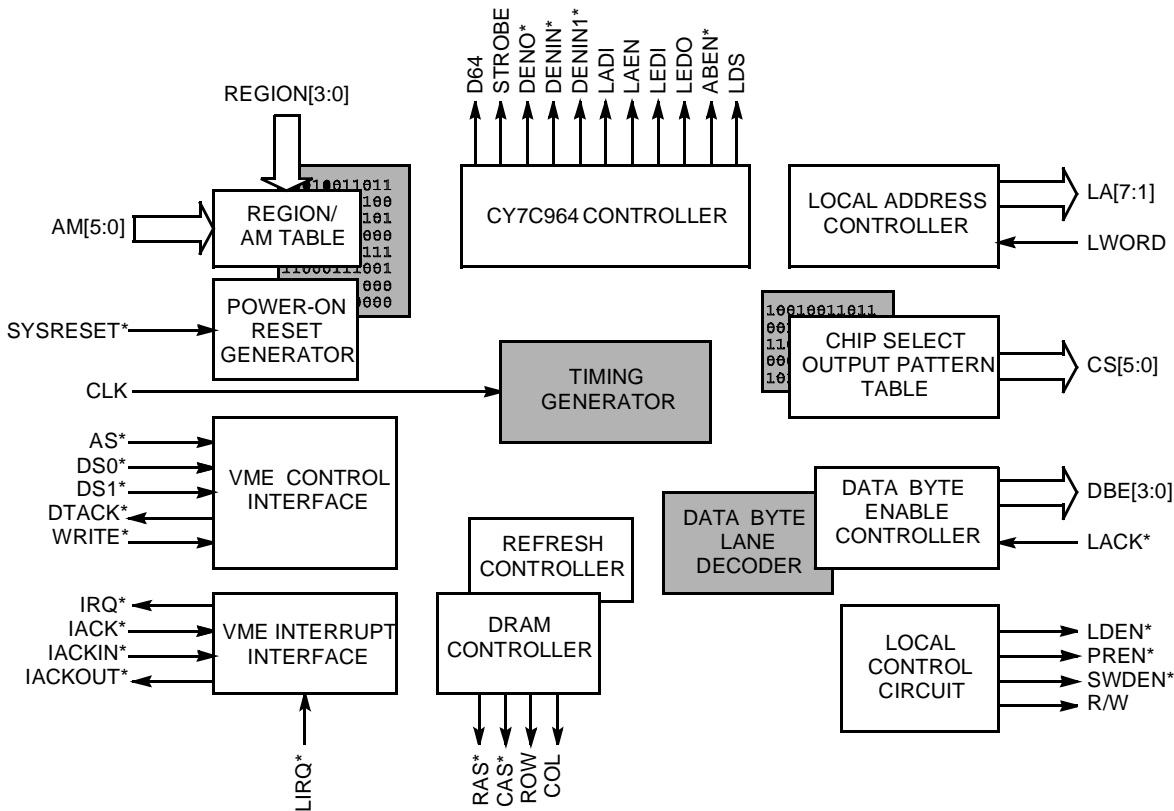 D64
STROBE
DENO*
DENIN*
DENIN1*
LADI
LAEN
LEDI
LEDO
ABEN*
LDS
REGION[3:0]
AM[5:0]
REGION/
AM TABLE
CY7C964 CONTROLLER
LOCAL ADDRESS
CONTROLLER
LA[7:1]
LWORD
11000111001
SYSRESET*
POWER-ON
RESET
GENERATOR
10010011011
CHIP SELECT
OUTPUT PATTERN
TABLE
CS[5:0]
CLK
TIMING
GENERATOR
AS*
DS0*
DS1*
DTACK*
WRITE*
VME CONTROL
INTERFACE
DATA BYTE
LANE
DECODER
DATA BYTE
ENABLE
CONTROLLER
DBE[3:0]
LACK*
REFRESH
CONTROLLER
DRAM
CONTROLLER
IRQ*
IACK*
IACKIN*
IACKOUT*
VME INTERRUPT
INTERFACE
LOCAL
CONTROL
CIRCUIT
LDEN*
PREN*
SWDEN*
R/W
LIRQ*
RAS*
CAS*
ROW
COL